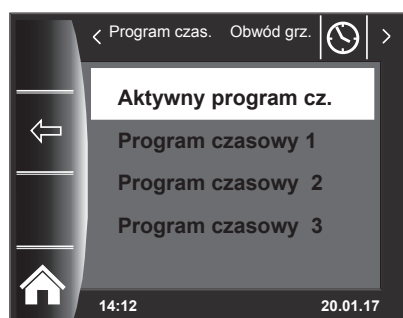 Program czas. Obwód grz.
Aktywny program cz.
Program czasowy 1
Program czasowy 2
Program czasowy 3
14:12 20.01.17